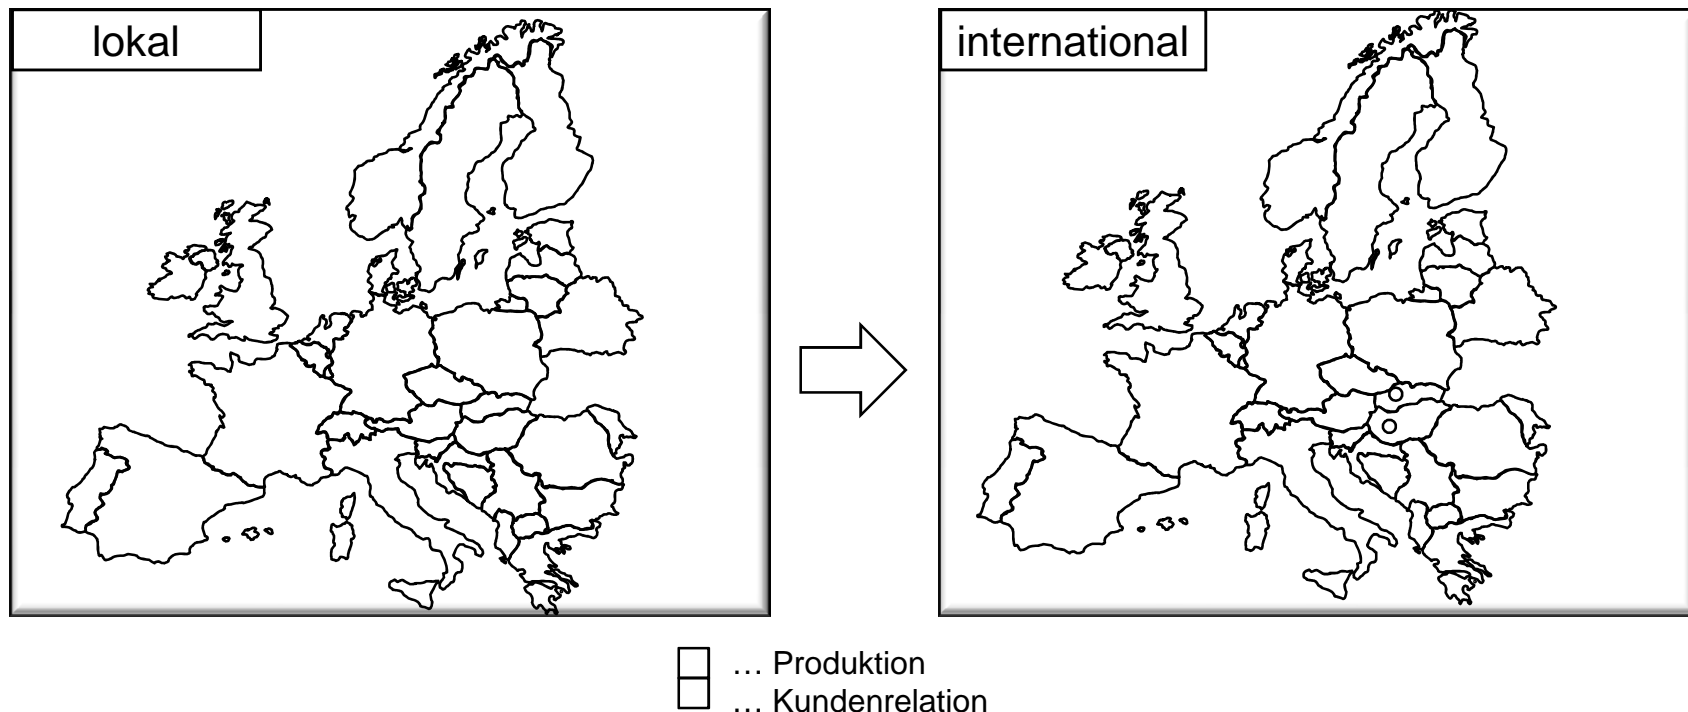 lokal
international
… Produktion
… Kundenrelation